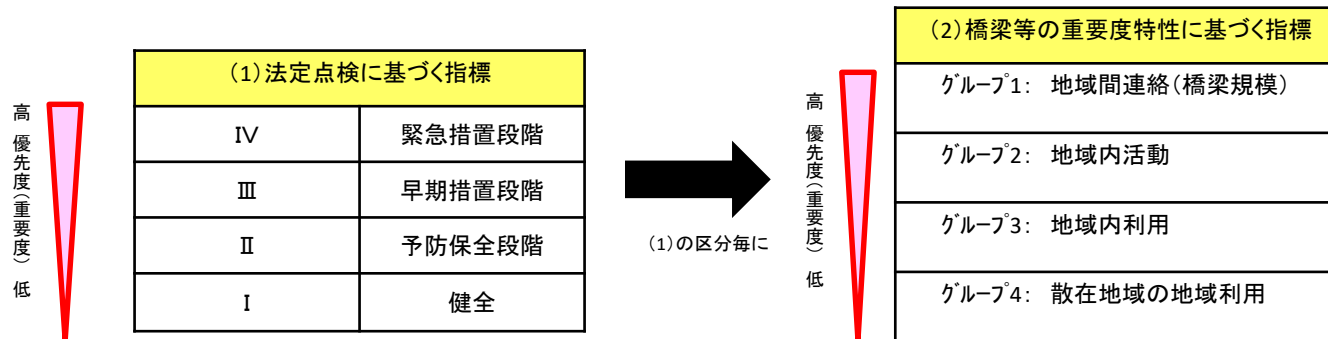 (1)法定点検に基づく指標
高 優先度(重要度) 低
Ⅳ 緊急措置段階
Ⅲ 早期措置段階
Ⅱ 予防保全段階
Ⅰ 健全
(1)の区分毎に
(2)橋梁等の重要度特性に基づく指標
高 優先度(重要度) 低
ｸﾞﾙｰﾌﾟ1: 地域間連絡(橋梁規模)
ｸﾞﾙｰﾌﾟ2: 地域内活動
ｸﾞﾙｰﾌﾟ3: 地域内利用
ｸﾞﾙｰﾌﾟ4: 散在地域の地域利用